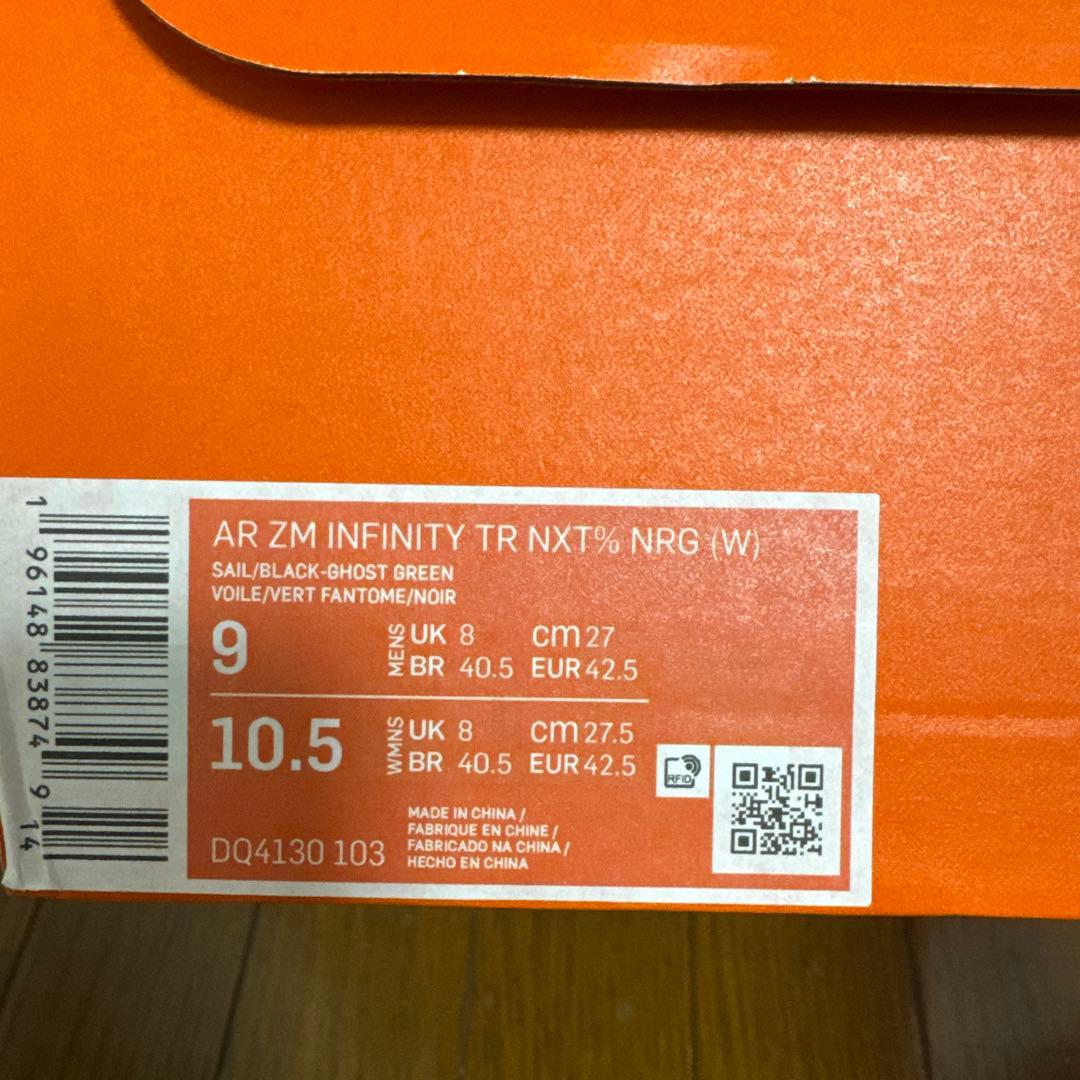 AR ZM INFINITY TR NXT% NRG (W)
SAIL/BLACK-GHOST GREEN
VOILE/VERT FANTOME/NOIR
9 MENS UK 8 cm 27
BR 40.5 EUR 42.5
10.5 WMNS UK 8 cm 27.5
BR 40.5 EUR 42.5
RFID
MADE IN CHINA /
FABRIQUE EN CHINE /
FABRICADO NA CHINA /
HECHO EN CHINA
DQ4130 103
1 96148 83874 9 14